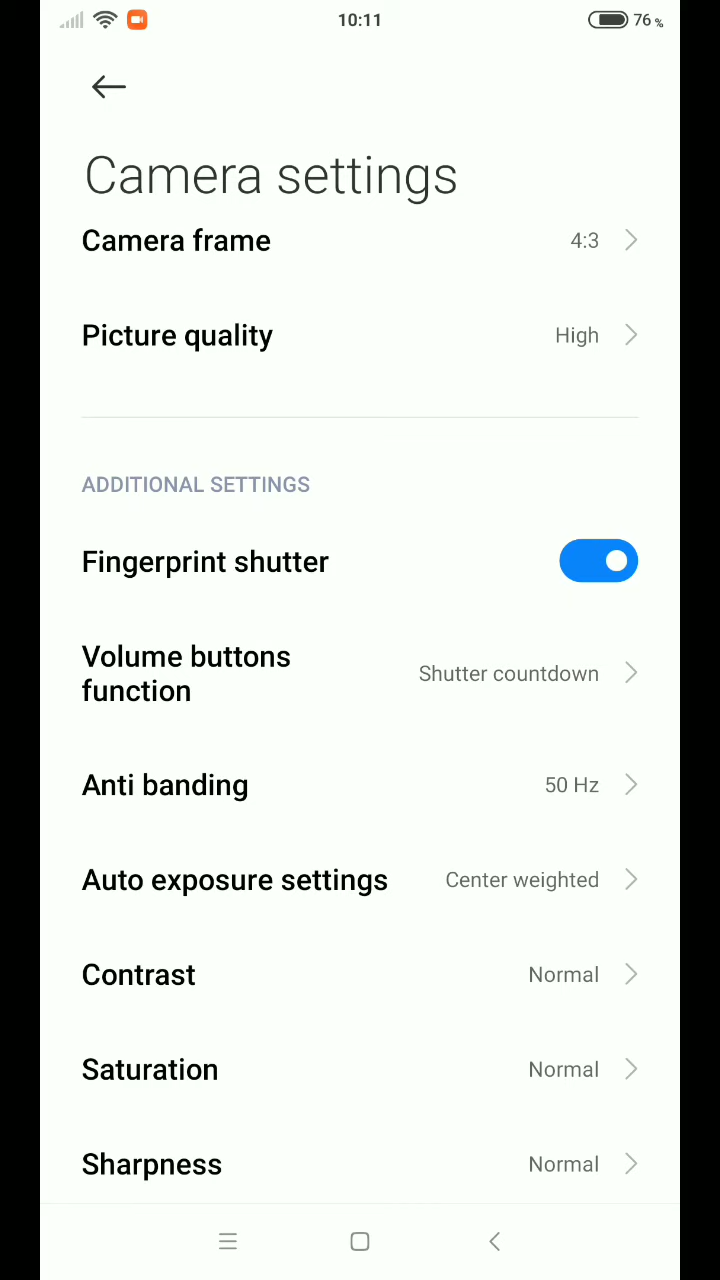 10:11
76 %
Camera settings
Camera frame 4:3
Picture quality High
ADDITIONAL SETTINGS
Fingerprint shutter
Volume buttons
function
Shutter countdown
Anti banding 50 Hz
Auto exposure settings Center weighted
Contrast Normal
Saturation Normal
Sharpness Normal